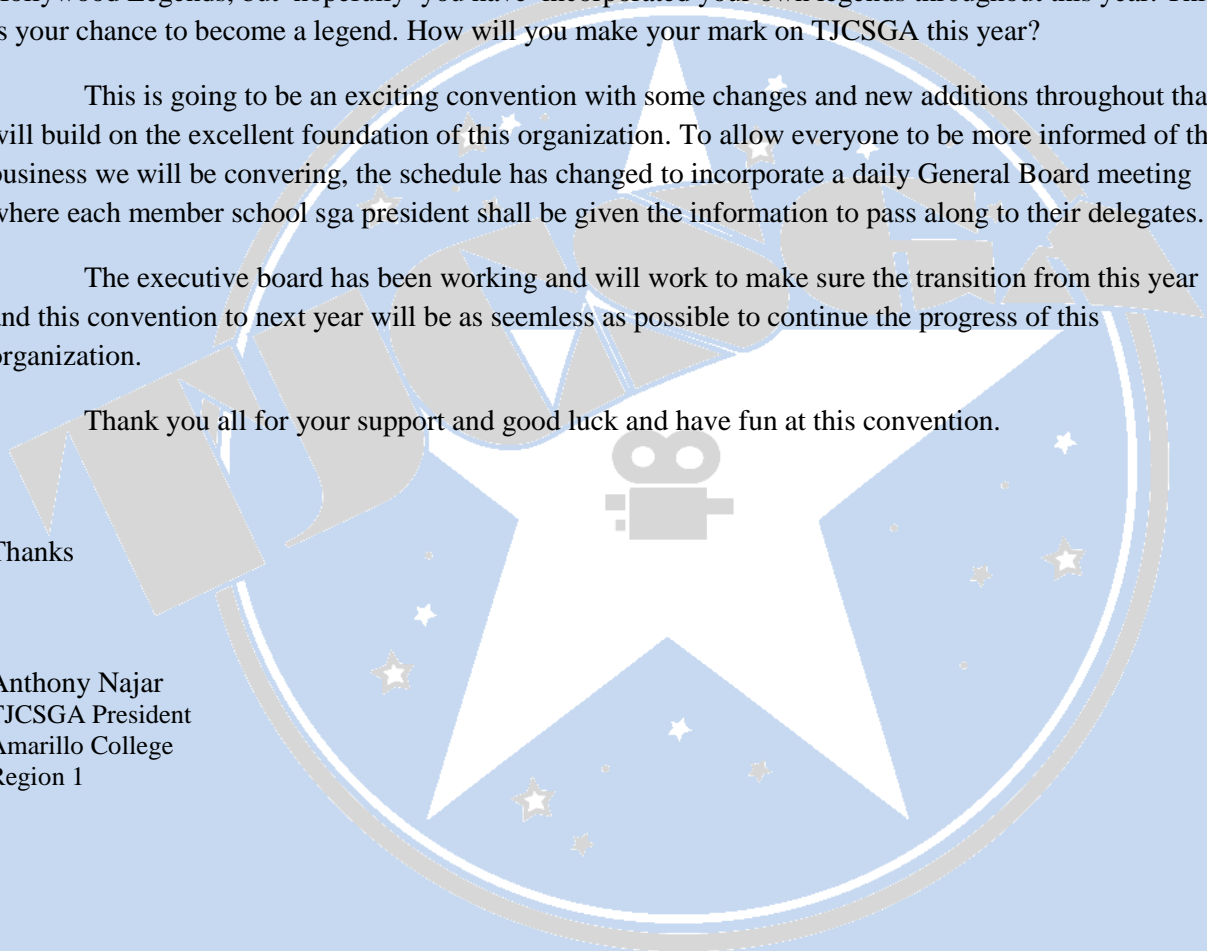 Hollywood Legends, but hopefully you have incorporated your own legends throughout this year. Thi
s your chance to become a legend. How will you make your mark on TJCSGA this year?
This is going to be an exciting convention with some changes and new additions throughout tha
will build on the excellent foundation of this organization. To allow everyone to be more informed of th
business we will be convering, the schedule has changed to incorporate a daily General Board meeting
where each member school sga president shall be given the information to pass along to their delegates.
The executive board has been working and will work to make sure the transition from this year
and this convention to next year will be as seemless as possible to continue the progress of this
organization.
Thank you all for your support and good luck and have fun at this convention.
Thanks
Anthony Najar
TJCSGA President
Amarillo College
Region 1
TJCSGA